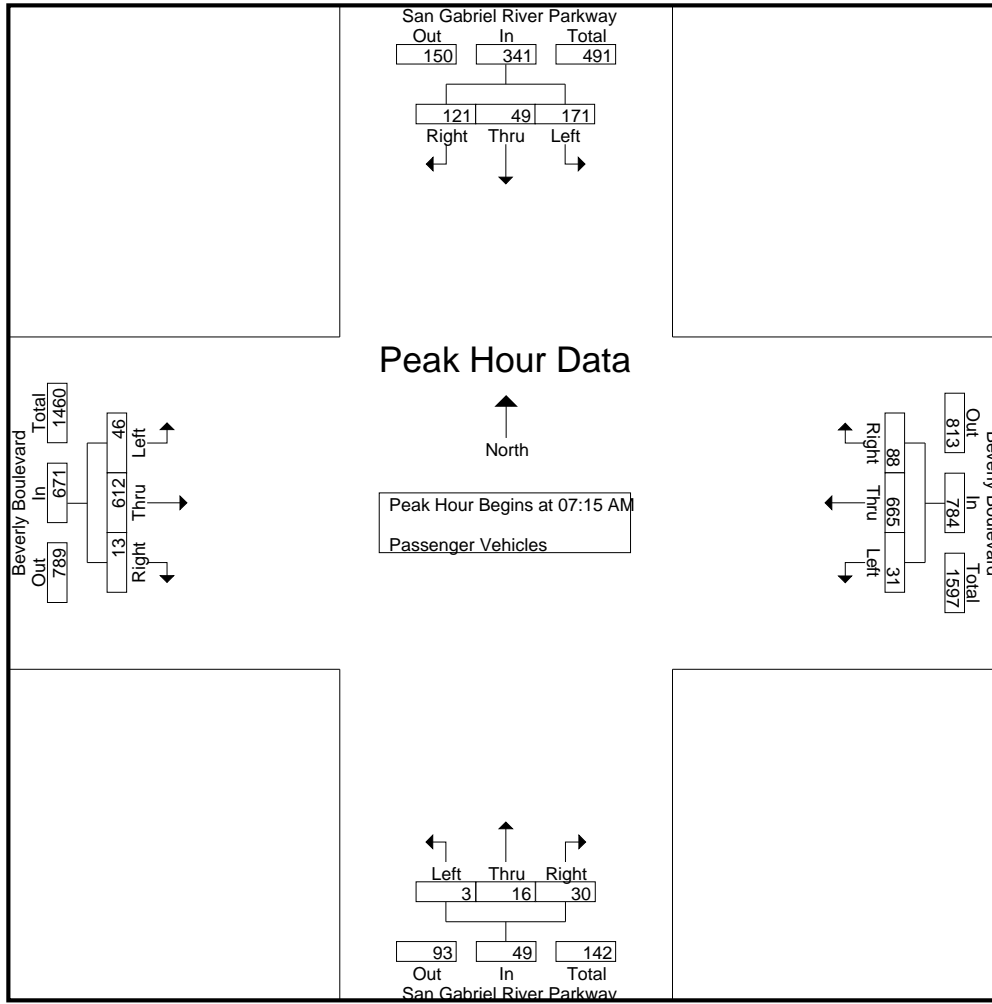 San Gabriel River Parkway
Out In Total
150 341 491
121 49 171
Right Thru Left
Peak Hour Data
North
Peak Hour Begins at 07:15 AM
Passenger Vehicles
Beverly Boulevard
Out In Total
789 671 1460
Left Thru Right
46 612 13
Beverly Boulevard
Out In Total
813 784 1597
Right Thru Left
88 665 31
Left Thru Right
3 16 30
93 49 142
Out In Total
San Gabriel River Parkway